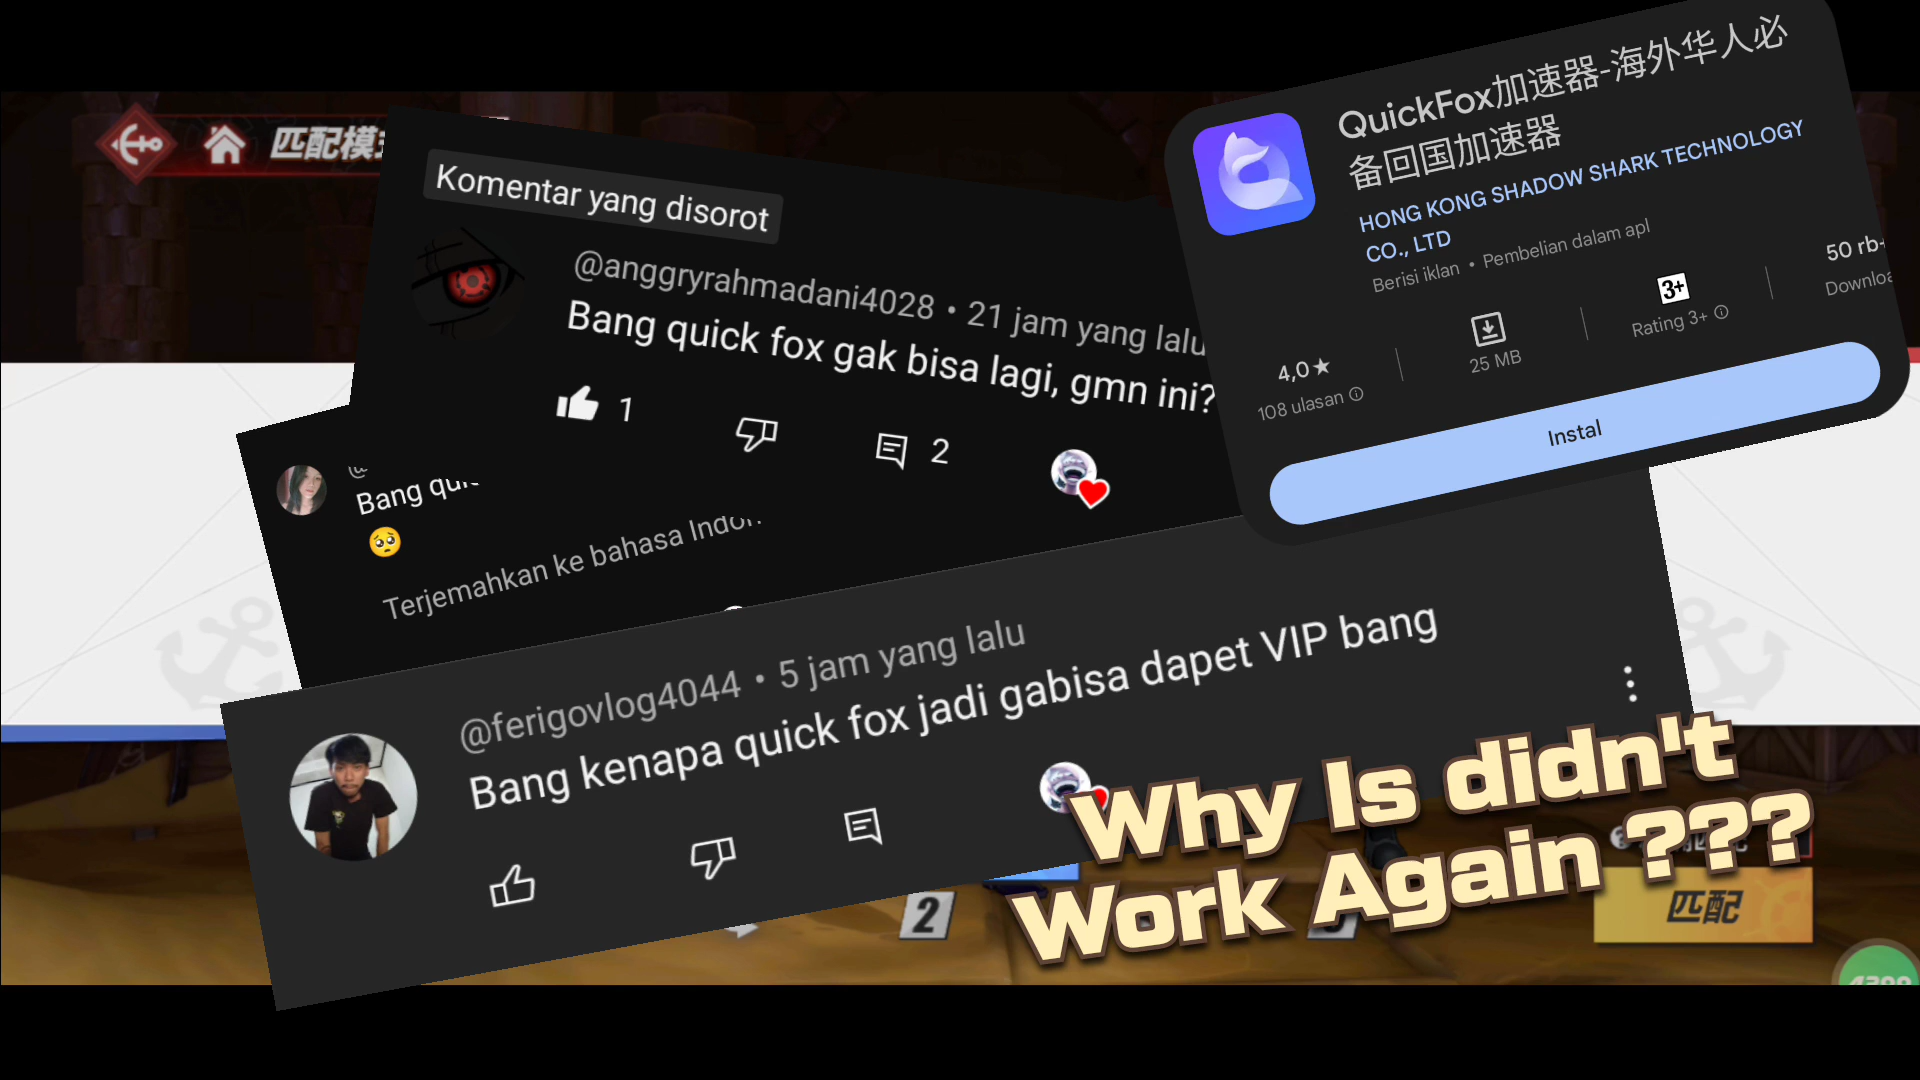 匹配模
QuickFox加速器-海外华人必
备回国加速器
HONG KONG SHADOW SHARK TECHNOLOGY
CO., LTD
Berisi iklan • Pembelian dalam apl
4,0★
108 ulasan
25 MB
3+
Rating 3+
50 rb+
Instal
Komentar yang disorot
@anggryrahmadani4028 • 21 jam yang lalu
Bang quick fox gak bisa lagi, gmn ini?
1
2
@
Bang
Terjemahkan ke bahasa
@ferigovlog4044 • 5 jam yang lalu
Bang kenapa quick fox jadi gabisa dapet VIP bang
Why Is didn't
Work Again ???
2
匹配